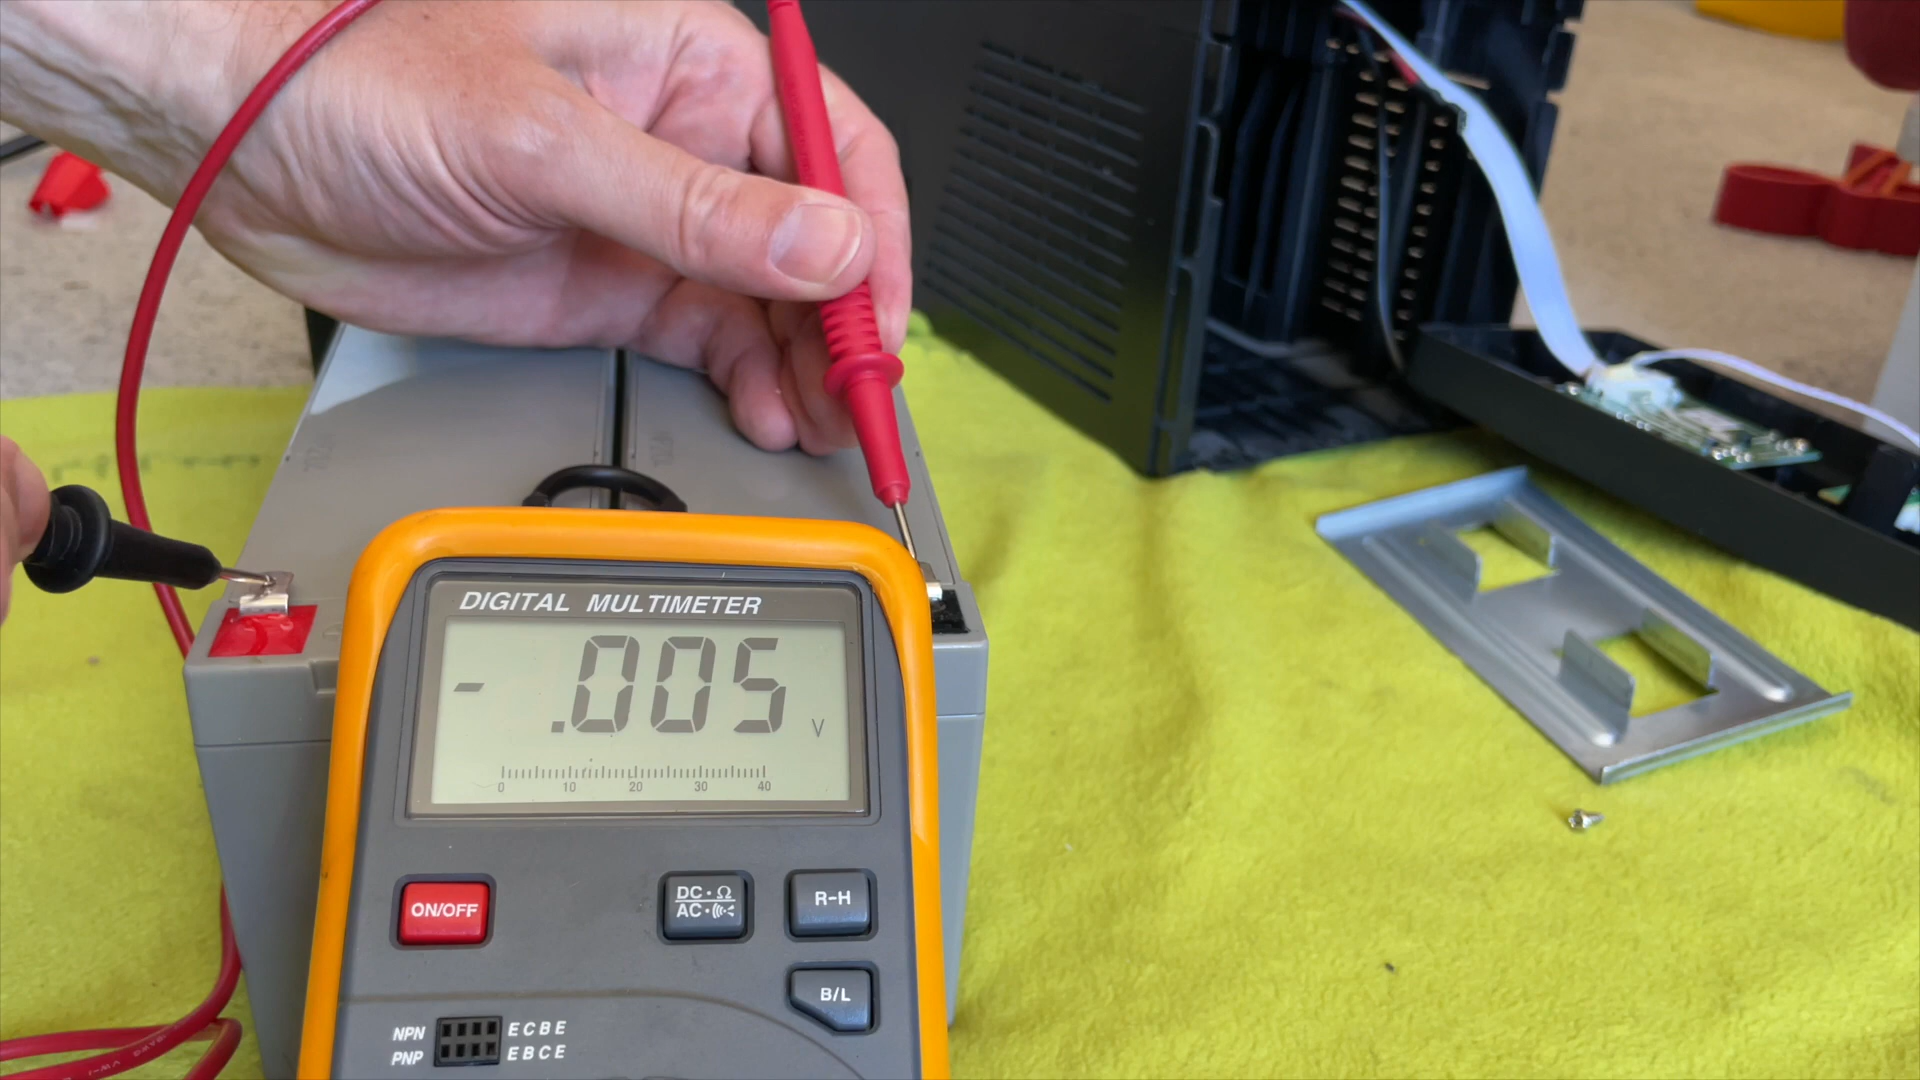 DIGITAL MULTIMETER
- .005 V
0 10 20 30 40
ON/OFF
DC·Ω
AC·
R-H
B/L
NPN ECBE
PNP EBCE